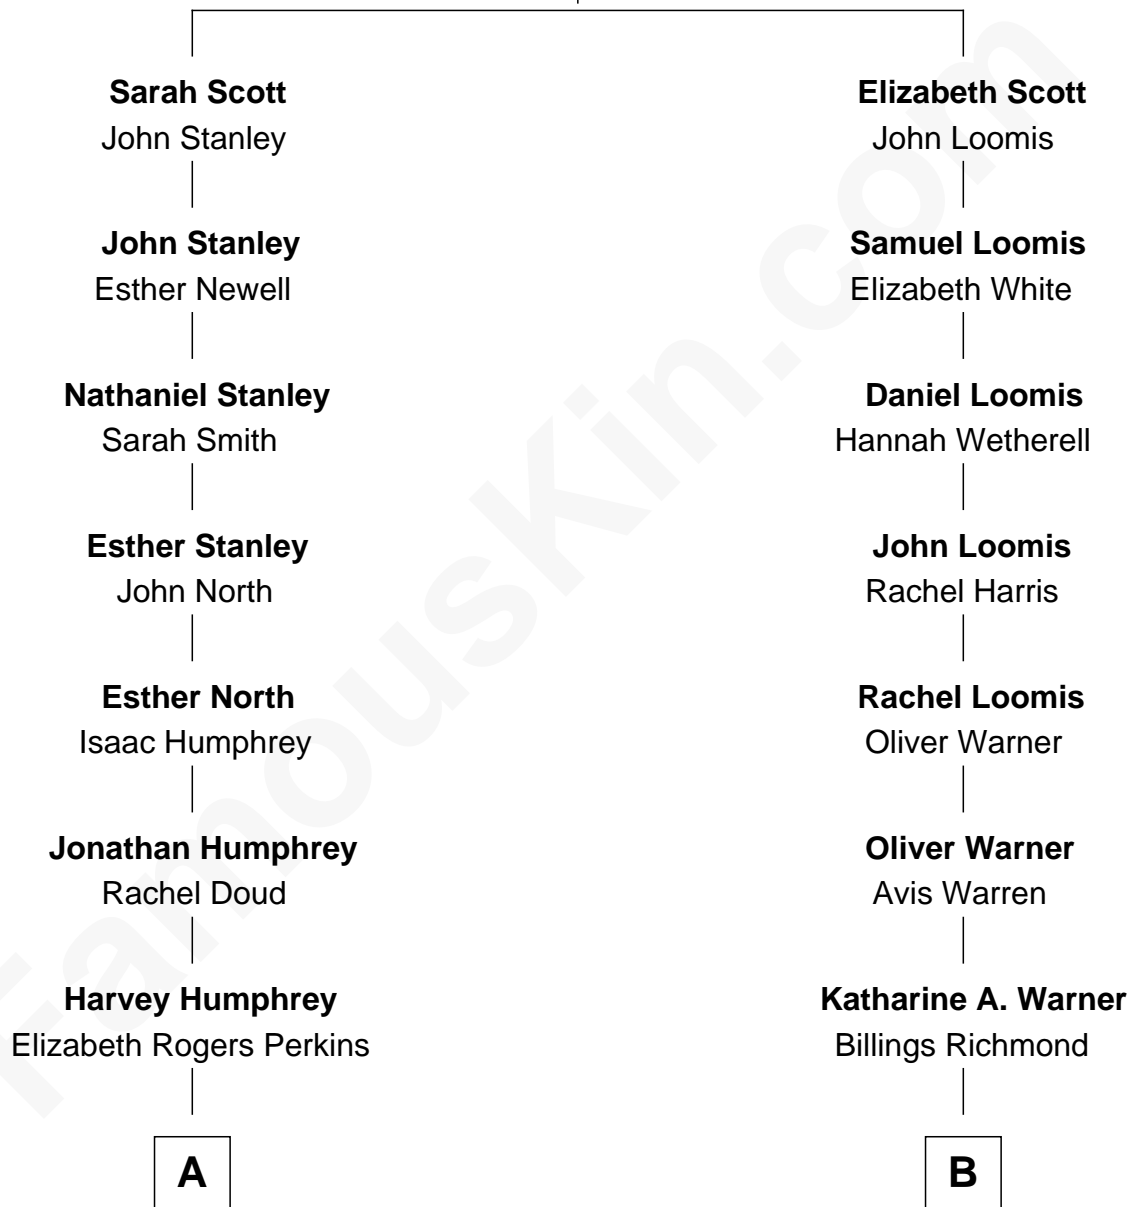 Sarah Scott
John Stanley
John Stanley
Esther Newell
Nathaniel Stanley
Sarah Smith
Esther Stanley
John North
Esther North
Isaac Humphrey
Jonathan Humphrey
Rachel Doud
Harvey Humphrey
Elizabeth Rogers Perkins
A
Elizabeth Scott
John Loomis
Samuel Loomis
Elizabeth White
Daniel Loomis
Hannah Wetherell
John Loomis
Rachel Harris
Rachel Loomis
Oliver Warner
Oliver Warner
Avis Warren
Katharine A. Warner
Billings Richmond
B
FamousKin.com